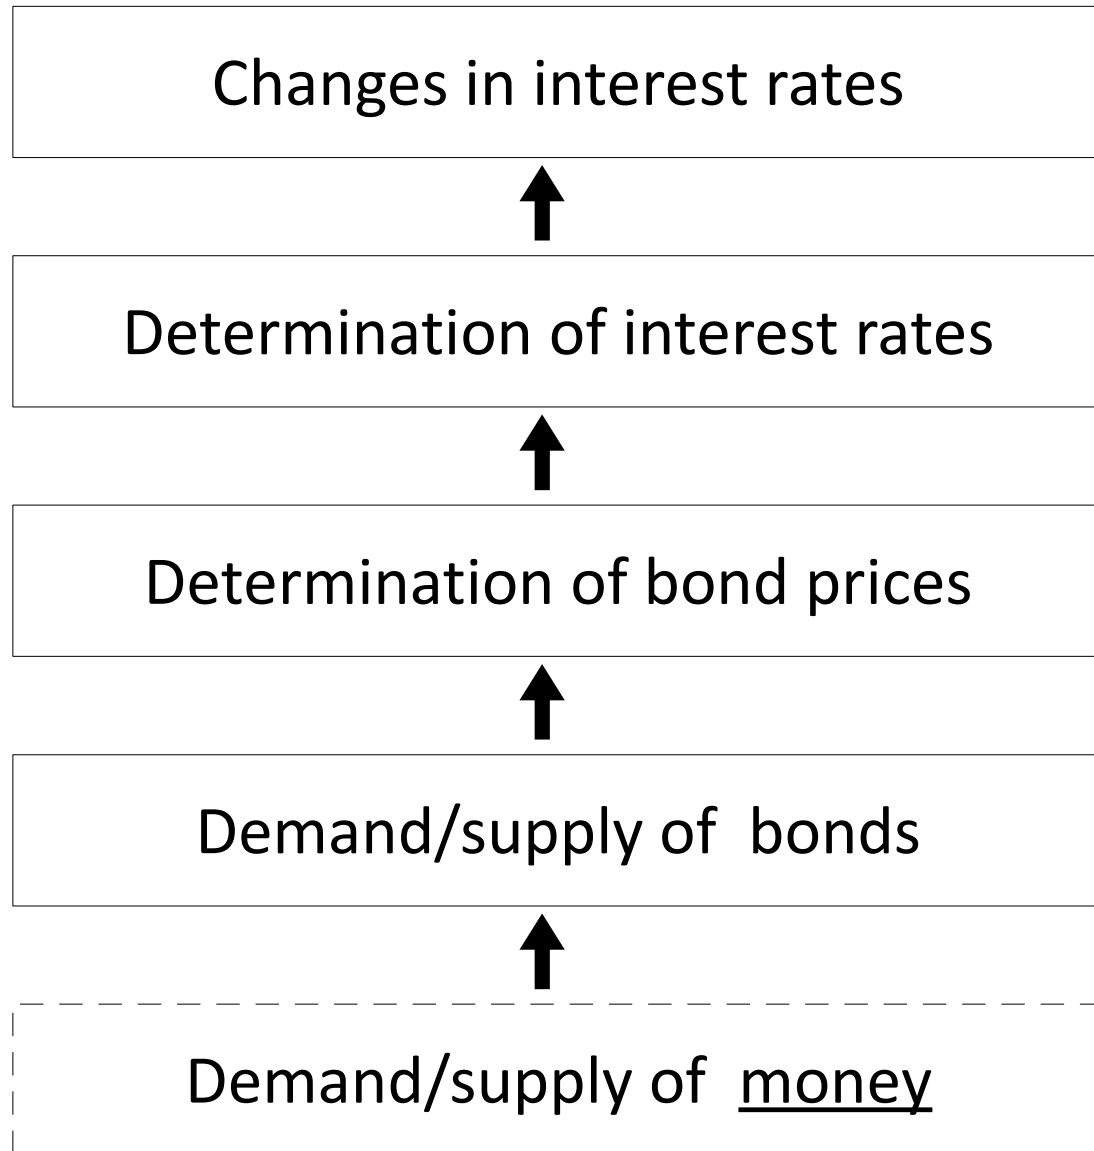 Changes in interest rates
Determination of interest rates
Determination of bond prices
Demand/supply of  bonds
Demand/supply of  money